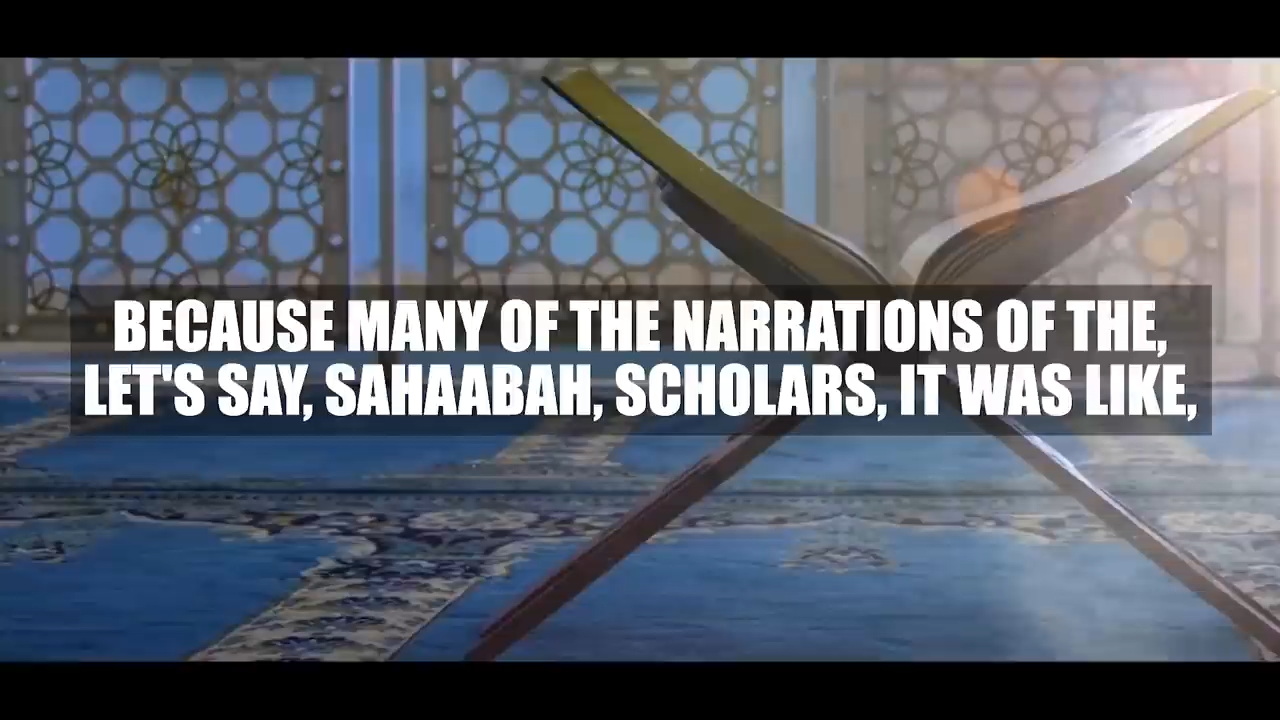 BECAUSE MANY OF THE NARRATIONS OF THE,
LET'S SAY, SAHAABAH, SCHOLARS, IT WAS LIKE,